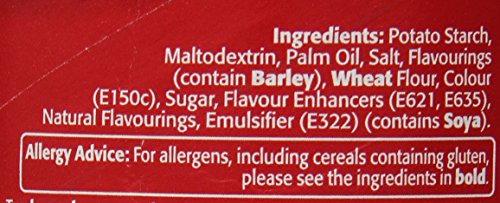 Ingredients: Potato Starch,
Maltodextrin, Palm Oil, Salt, Flavourings
(contain Barley), Wheat Flour, Colour
(E150c), Sugar, Flavour Enhancers (E621, E635),
Natural Flavourings, Emulsifier (E322) (contains Soya).
Allergy Advice: For allergens, including cereals containing gluten,
please see the ingredients in bold.